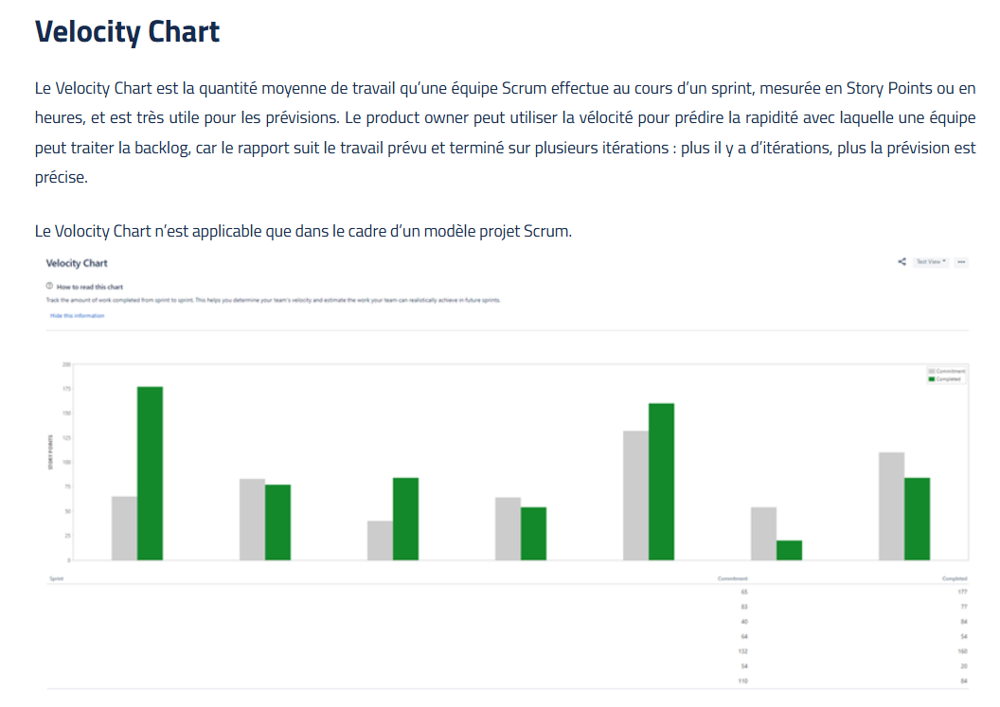 Velocity Chart
Le Velocity Chart est la quantité moyenne de travail qu’une équipe Scrum effectue au cours d’un sprint, mesurée en Story Points ou en
heures, et est très utile pour les prévisions. Le product owner peut utiliser la vélocité pour prédire la rapidité avec laquelle une équipe
peut traiter la backlog, car le rapport suit le travail prévu et terminé sur plusieurs itérations : plus il y a d’itérations, plus la prévision est
précise.
Le Volocity Chart n’est applicable que dans le cadre d’un modèle projet Scrum.
Velocity Chart
Test View
How to read this chart
Track the amount of work completed from sprint to sprint. This helps you determine your team's velocity and estimate the work your team can realistically achieve in future sprints.
Hide this information
200
175
150
125
100
75
50
25
0
STORY POINTS
Commitment
Completed
Sprint Commitment Completed
65 177
83 77
40 84
64 54
132 160
54 20
110 84